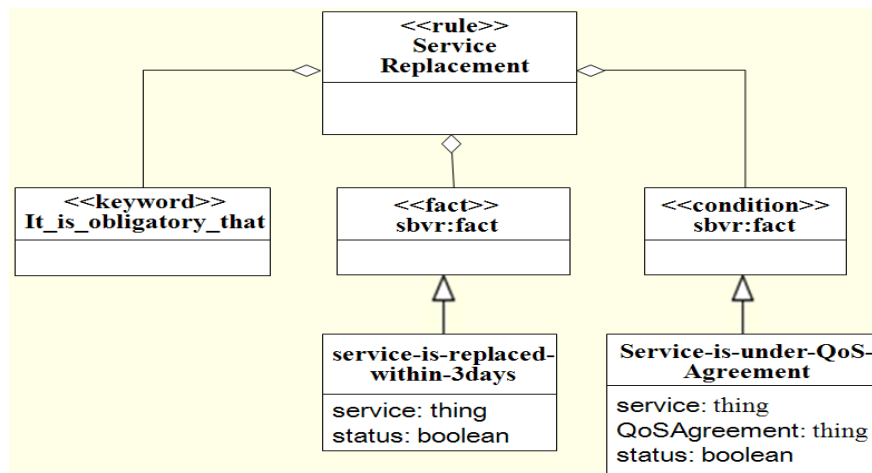 <<rule>>
Service
Replacement
<<keyword>>
It_is_obligatory_that
<<fact>>
sbvr:fact
<<condition>>
sbvr:fact
service-is-replaced-
within-3days
service: thing
status: boolean
Service-is-under-QoS-
Agreement
service: thing
QoSAgreement: thing
status: boolean